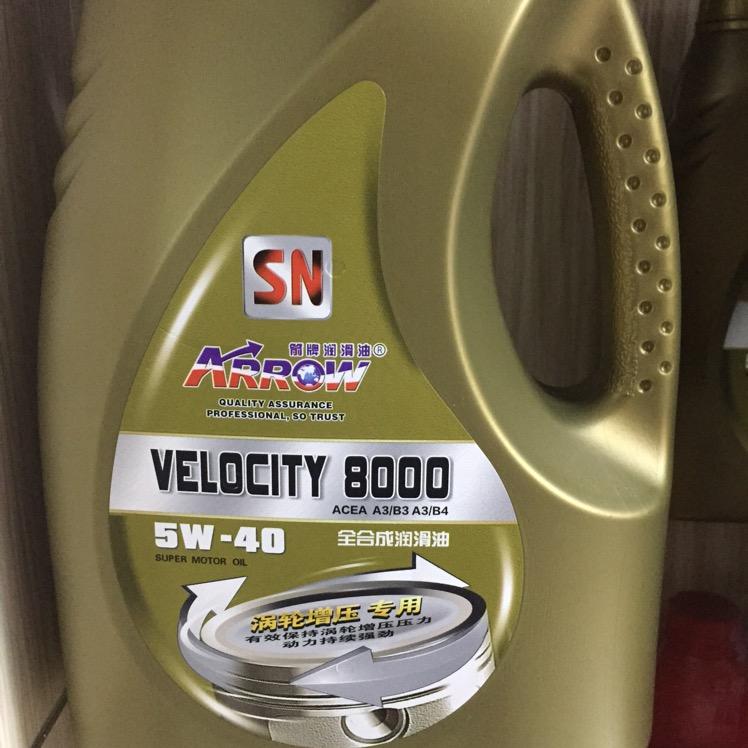 SN
箭牌润滑油®
ARROW
QUALITY ASSURANCE
PROFESSIONAL, SO TRUST
VELOCITY 8000
ACEA A3/B3 A3/B4
5W-40 全合成润滑油
SUPER MOTOR OIL
涡轮增压 专用
有效保持涡轮增压压力
动力持续强劲